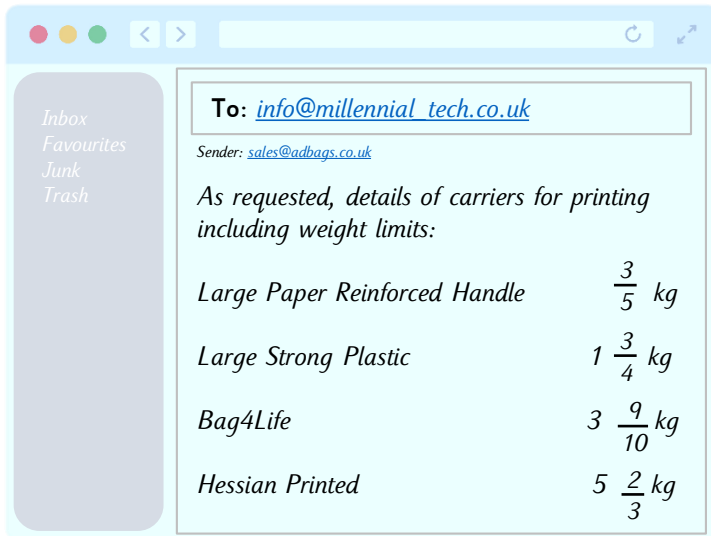 Inbox
Favourites
Junk
Trash
To: info@millennial_tech.co.uk
Sender: sales@adbags.co.uk
As requested, details of carriers for printing
including weight limits:
Large Paper Reinforced Handle 3/5 kg
Large Strong Plastic 1 3/4 kg
Bag4Life 3 9/10 kg
Hessian Printed 5 2/3 kg